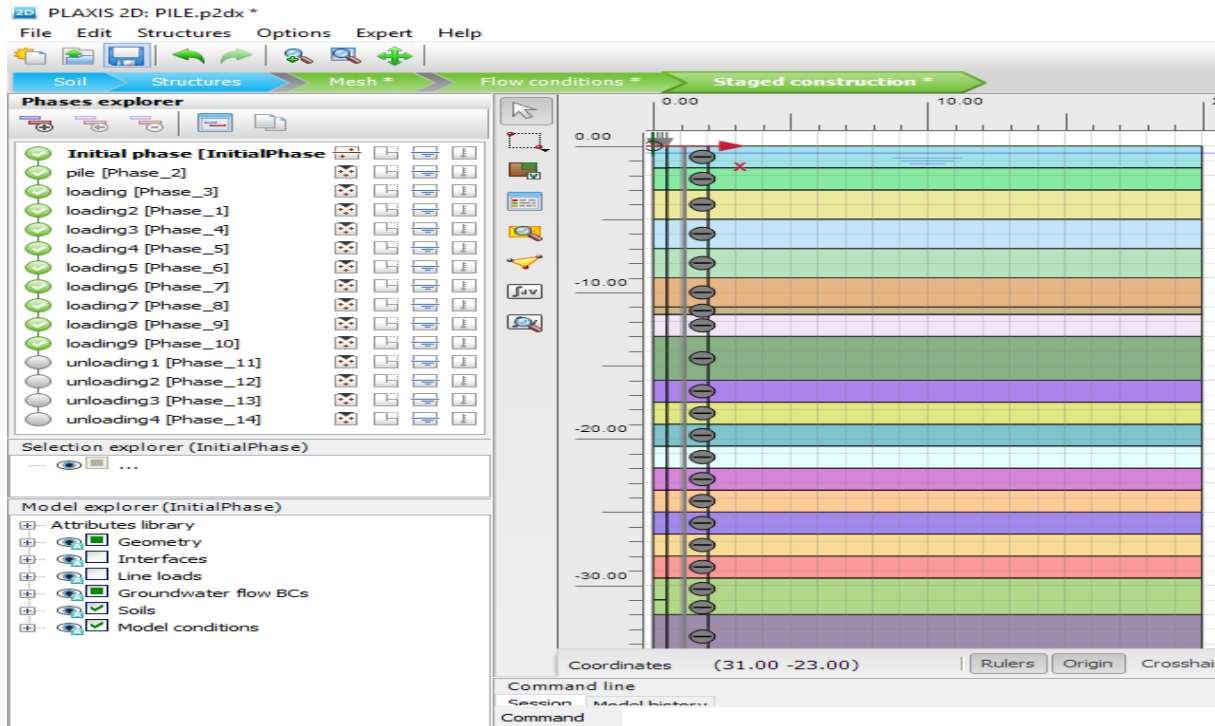 2D PLAXIS 2D: PILE.p2dx *
File Edit Structures Options Expert Help
Soil Structures Mesh * Flow conditions * Staged construction *
Phases explorer
Initial phase [InitialPhase
pile [Phase_2]
loading [Phase_3]
loading2 [Phase_1]
loading3 [Phase_4]
loading4 [Phase_5]
loading5 [Phase_6]
loading6 [Phase_7]
loading7 [Phase_8]
loading8 [Phase_9]
loading9 [Phase_10]
unloading1 [Phase_11]
unloading2 [Phase_12]
unloading3 [Phase_13]
unloading4 [Phase_14]
Selection explorer (InitialPhase)
...
Model explorer (InitialPhase)
Attributes library
Geometry
Interfaces
Line loads
Groundwater flow BCs
Soils
Model conditions
0.00 10.00
0.00
-10.00
-20.00
-30.00
Coordinates (31.00 -23.00) Rulers Origin Crosshai
Command line
Session Model history
Command